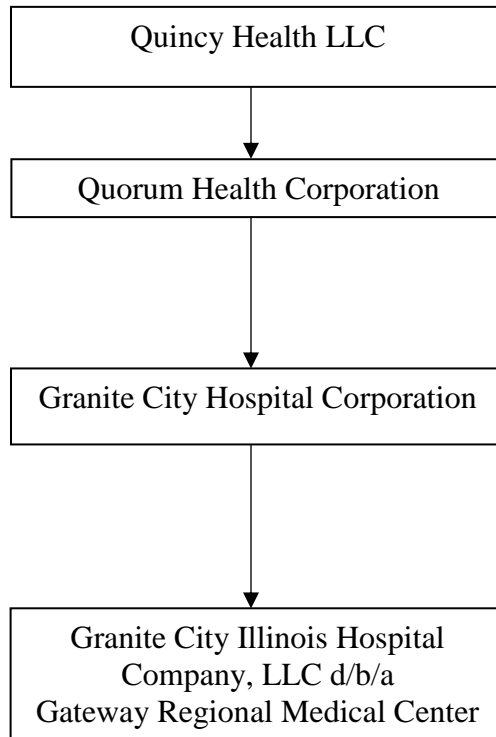 Quincy Health LLC
Quorum Health Corporation
Granite City Hospital Corporation
Granite City Illinois Hospital
Company, LLC d/b/a
Gateway Regional Medical Center